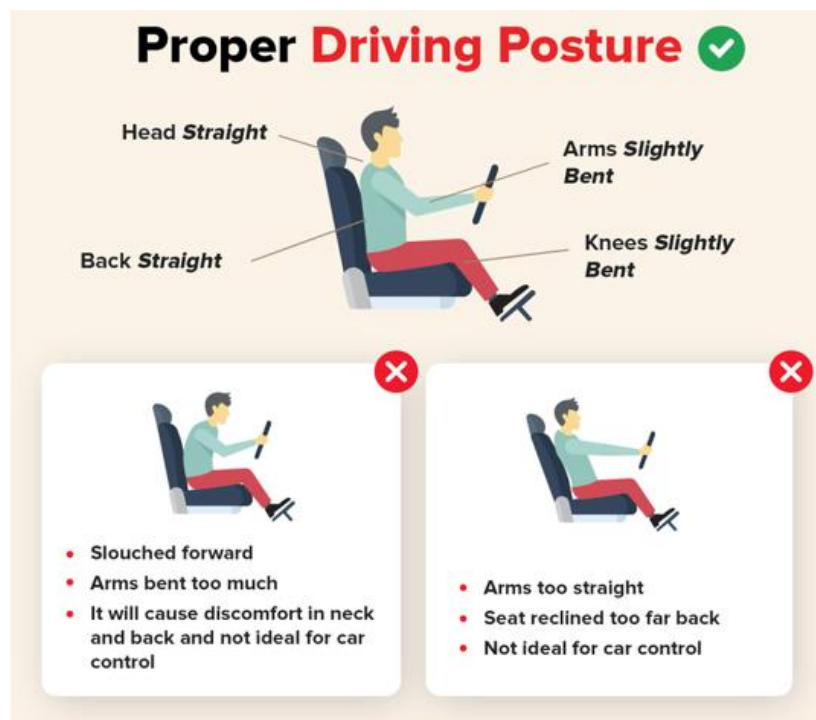 Proper Driving Posture
Head Straight
Arms Slightly
Bent
Back Straight
Knees Slightly
Bent
• Slouched forward
• Arms bent too much
• It will cause discomfort in neck
and back and not ideal for car
control
• Arms too straight
• Seat reclined too far back
• Not ideal for car control